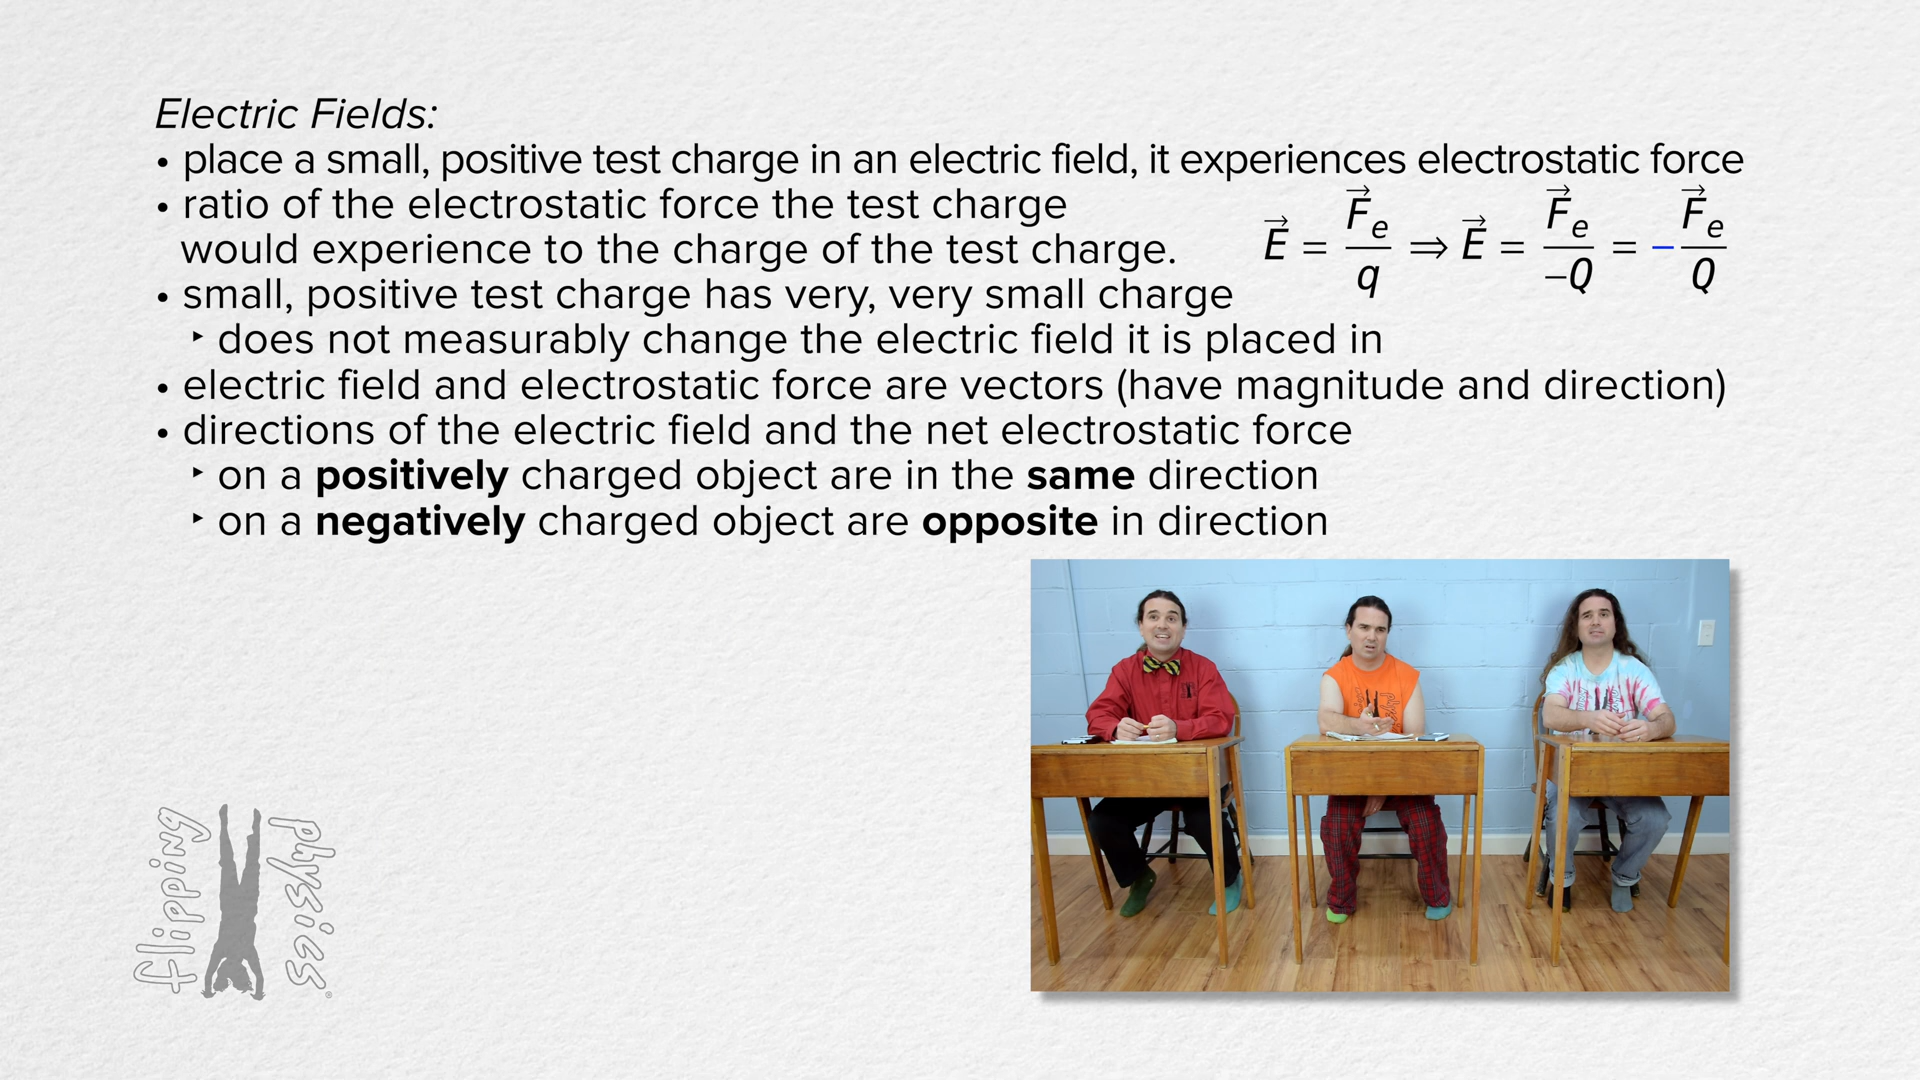 Electric Fields:
• place a small, positive test charge in an electric field, it experiences electrostatic force
• ratio of the electrostatic force the test charge
would experience to the charge of the test charge.
E⃗ = F⃗ₑ/q ⇒ E⃗ = F⃗ₑ/−Q = −F⃗ₑ/Q
• small, positive test charge has very, very small charge
‣ does not measurably change the electric field it is placed in
• electric field and electrostatic force are vectors (have magnitude and direction)
• directions of the electric field and the net electrostatic force
‣ on a positively charged object are in the same direction
‣ on a negatively charged object are opposite in direction
flipping
physics®